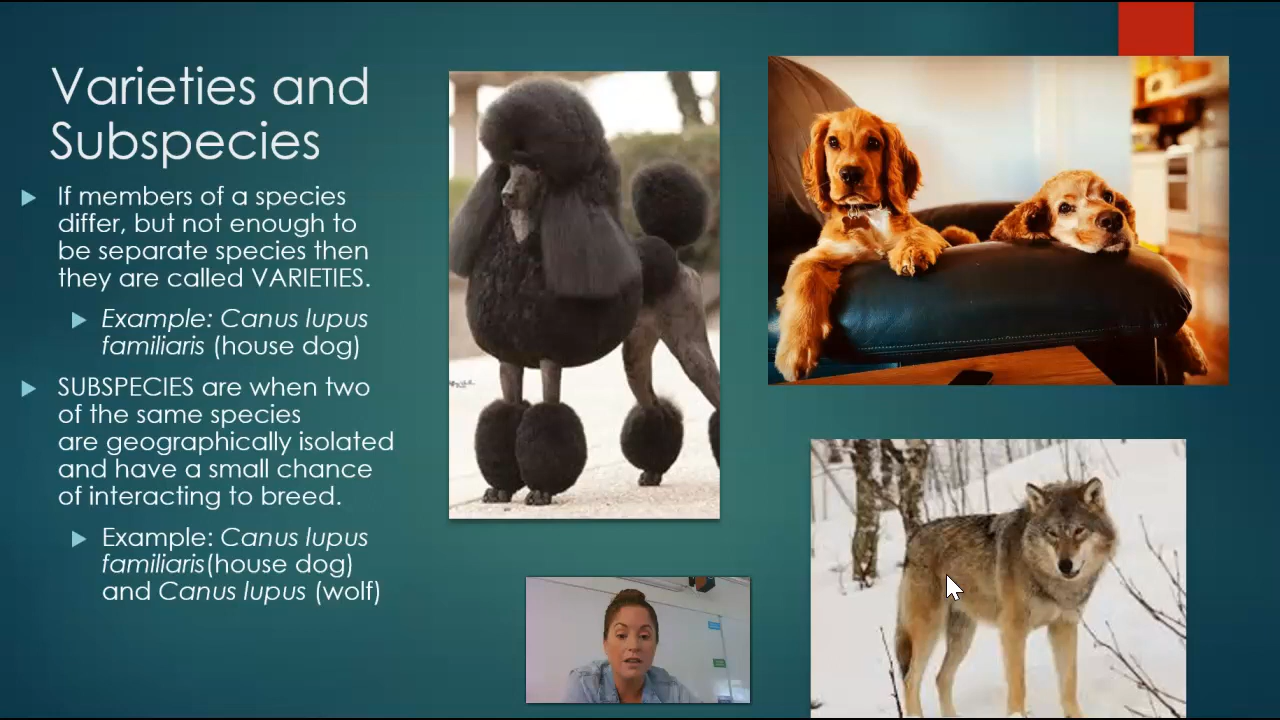 Varieties and
Subspecies
If members of a species
differ, but not enough to
be separate species then
they are called VARIETIES.
Example: Canus lupus
familiaris (house dog)
SUBSPECIES are when two
of the same species
are geographically isolated
and have a small chance
of interacting to breed.
Example: Canus lupus
familiaris(house dog)
and Canus lupus (wolf)